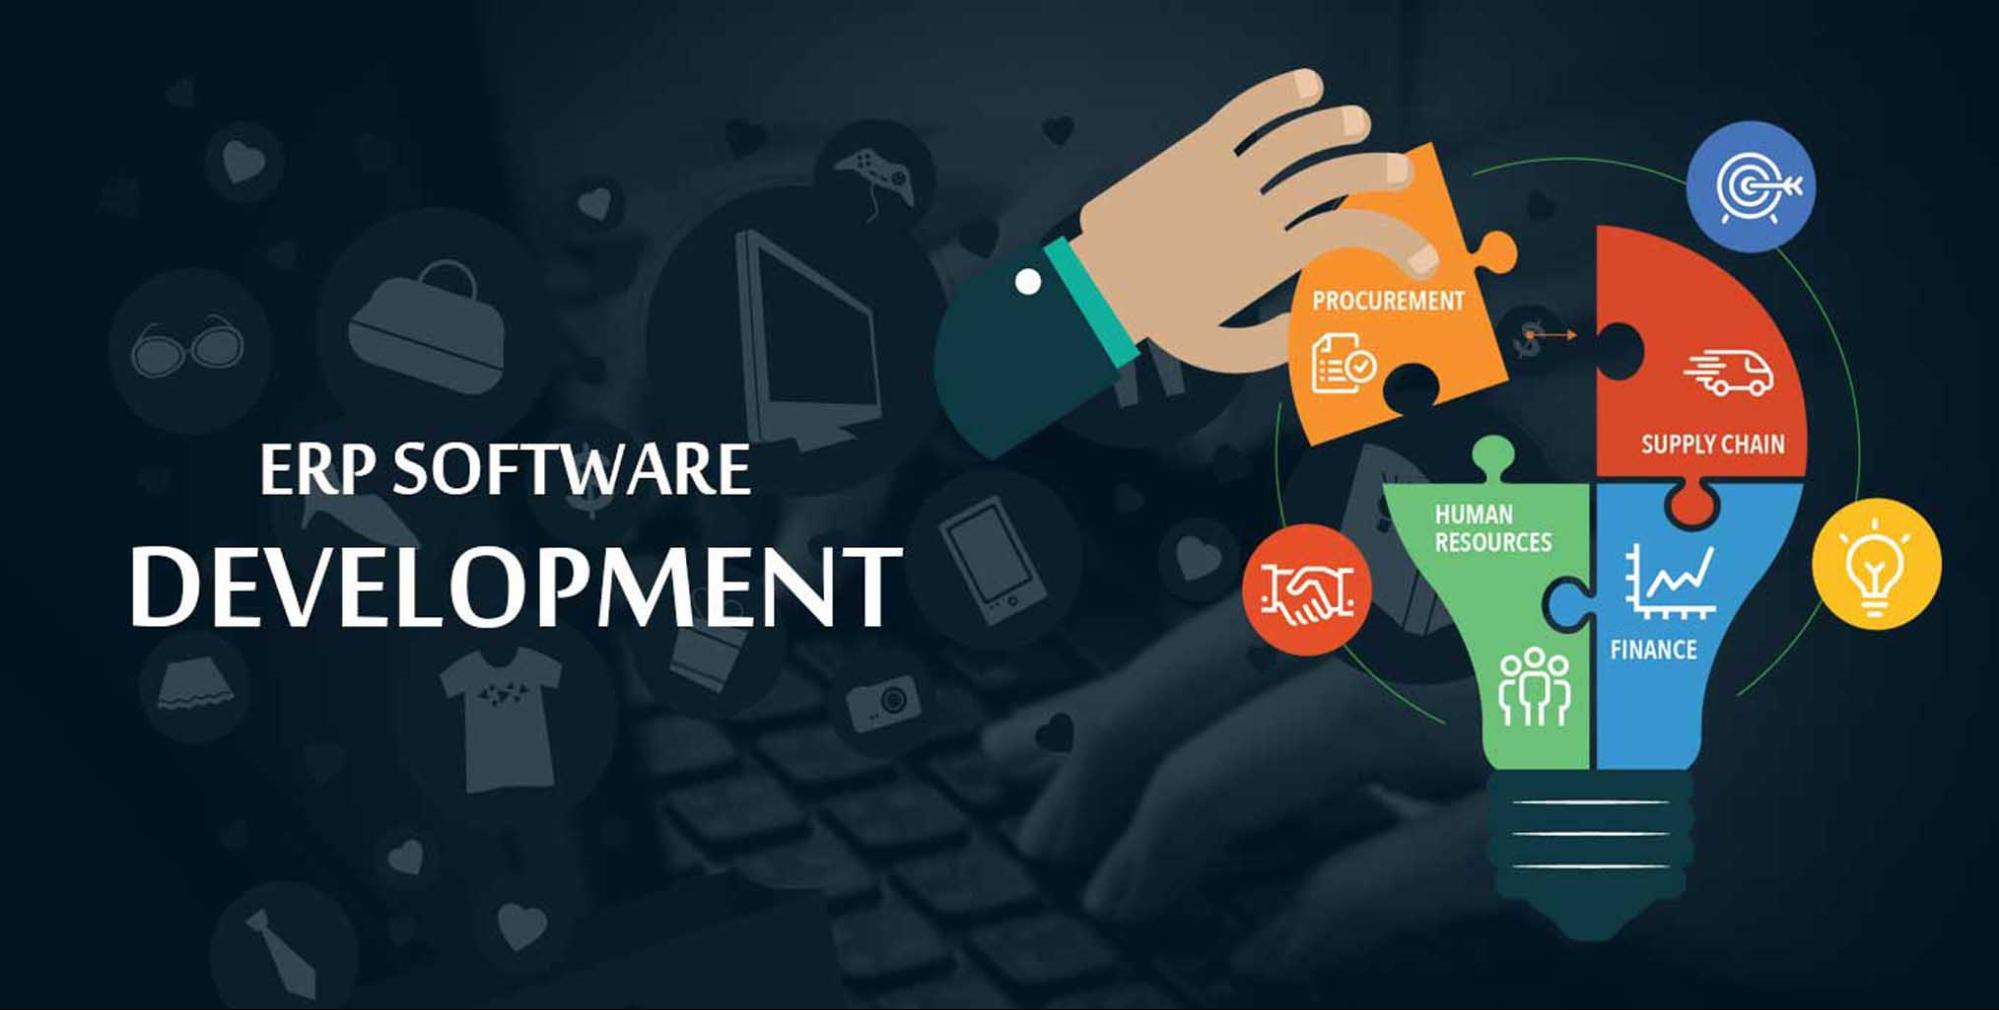 ERP SOFTWARE
DEVELOPMENT
PROCUREMENT
SUPPLY CHAIN
HUMAN
RESOURCES
FINANCE